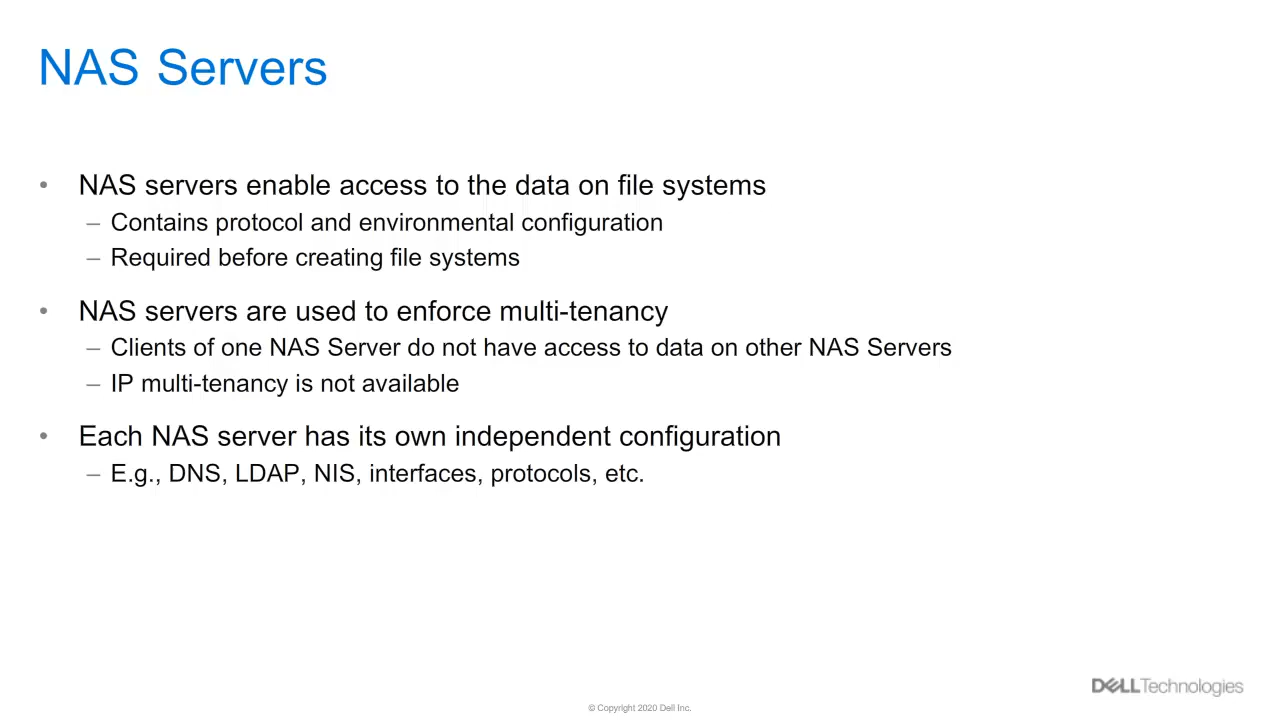 NAS Servers
• NAS servers enable access to the data on file systems
– Contains protocol and environmental configuration
– Required before creating file systems
• NAS servers are used to enforce multi-tenancy
– Clients of one NAS Server do not have access to data on other NAS Servers
– IP multi-tenancy is not available
• Each NAS server has its own independent configuration
– E.g., DNS, LDAP, NIS, interfaces, protocols, etc.
DELLTechnologies
© Copyright 2020 Dell Inc.